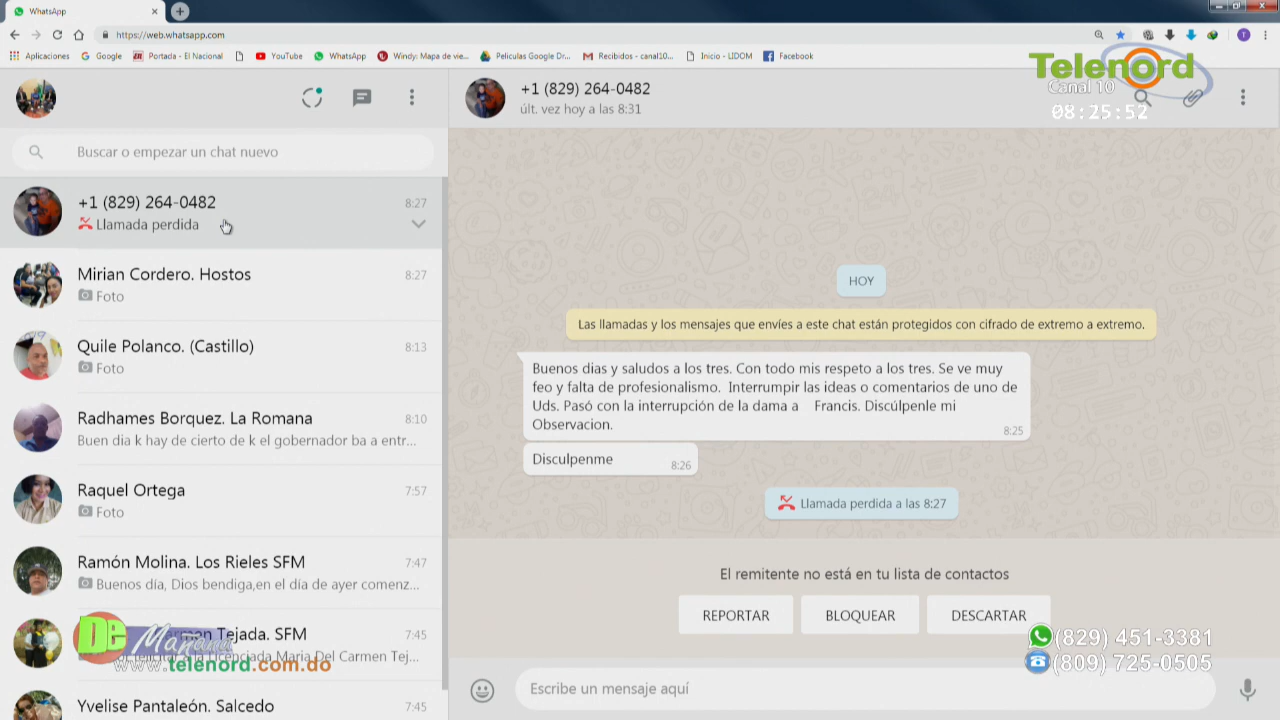 WhatsApp
https://web.whatsapp.com
Aplicaciones
Google
Portada - El Nacional
YouTube
WhatsApp
Windy: Mapa de vie...
Peliculas Google Dr...
Recibidos - canal10...
Inicio - LIDOM
Facebook
Telenord
Canal 10
08:25:52
+1 (829) 264-0482
últ. vez hoy a las 8:31
Buscar o empezar un chat nuevo
+1 (829) 264-0482
8:27
Llamada perdida
Mirian Cordero. Hostos
8:27
Foto
Quile Polanco. (Castillo)
8:13
Foto
Radhames Borquez. La Romana
8:10
Buen dia k hay de cierto de k el gobernador ba a entr...
Raquel Ortega
7:57
Foto
Ramón Molina. Los Rieles SFM
7:47
Buenos día, Dios bendiga,en el día de ayer comenz...
Tejada. SFM
7:45
Licenciada Maria Del Carmen Tej...
Yvelise Pantaleón. Salcedo
7:45
De Mañana
www.telenord.com.do
HOY
Las llamadas y los mensajes que envíes a este chat están protegidos con cifrado de extremo a extremo.
Buenos dias y saludos a los tres. Con todo mis respeto a los tres. Se ve muy
feo y falta de profesionalismo. Interrumpir las ideas o comentarios de uno de
Uds. Pasó con la interrupción de la dama a Francis. Discúlpenle mi
Observacion.
8:25
Disculpenme
8:26
Llamada perdida a las 8:27
El remitente no está en tu lista de contactos
REPORTAR
BLOQUEAR
DESCARTAR
(829) 451-3381
(809) 725-0505
Escribe un mensaje aquí